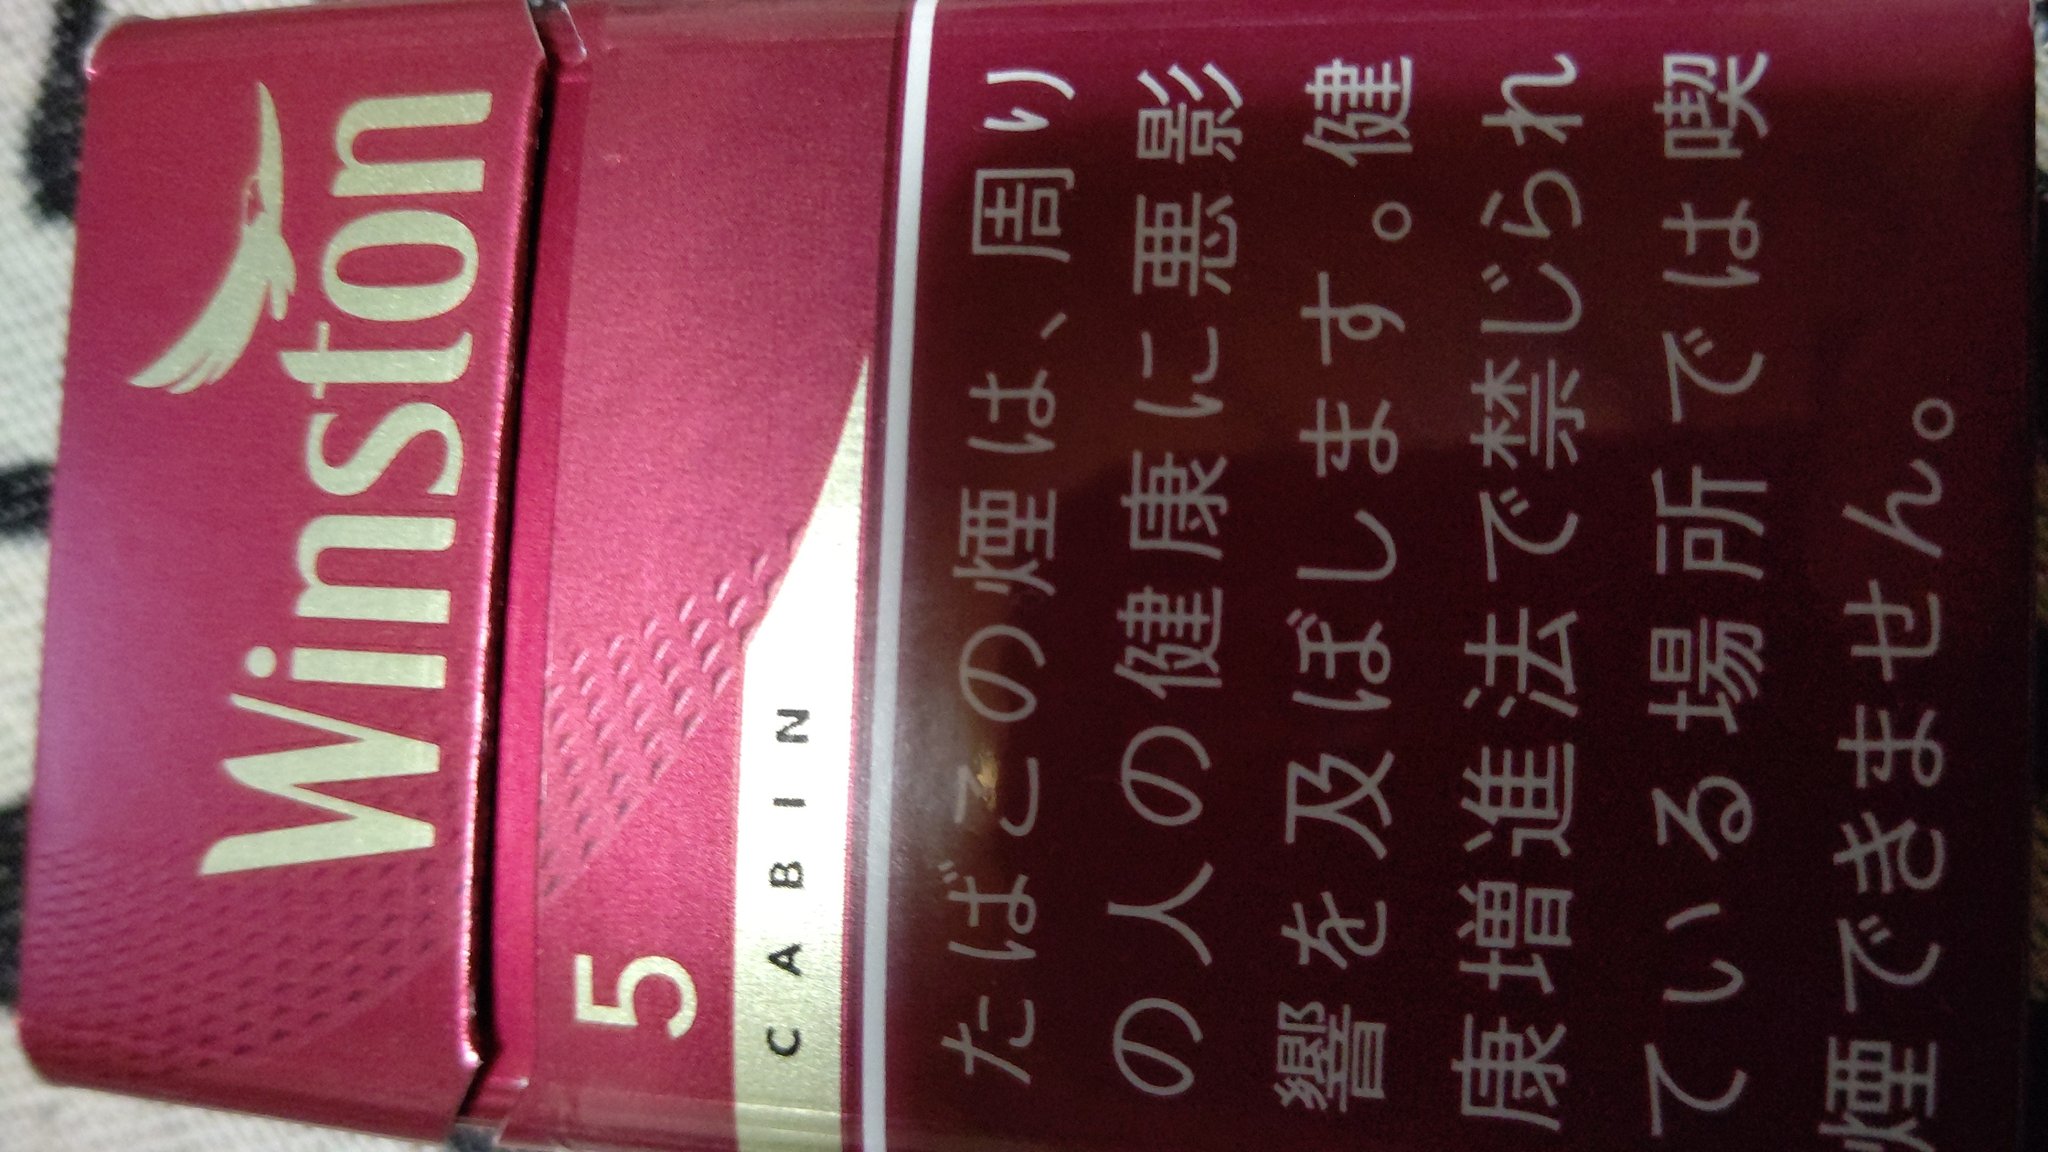 Winston
5
CABIN
たばこの煙は、周り
の人の健康に悪影
響を及ぼします。健
康増進法で禁じられ
ている場所では喫
煙できません。